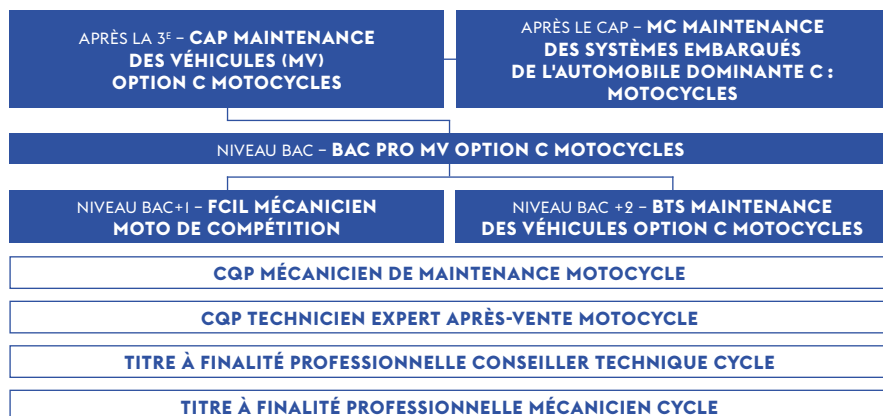 APRÈS LA 3E – CAP MAINTENANCE
DES VÉHICULES (MV)
OPTION C MOTOCYCLES
APRÈS LE CAP – MC MAINTENANCE
DES SYSTÈMES EMBARQUÉS
DE L'AUTOMOBILE DOMINANTE C :
MOTOCYCLES
NIVEAU BAC – BAC PRO MV OPTION C MOTOCYCLES
NIVEAU BAC+1 – FCIL MÉCANICIEN
MOTO DE COMPÉTITION
NIVEAU BAC +2 – BTS MAINTENANCE
DES VÉHICULES OPTION C MOTOCYCLES
CQP MÉCANICIEN DE MAINTENANCE MOTOCYCLE
CQP TECHNICIEN EXPERT APRÈS-VENTE MOTOCYCLE
TITRE À FINALITÉ PROFESSIONNELLE CONSEILLER TECHNIQUE CYCLE
TITRE À FINALITÉ PROFESSIONNELLE MÉCANICIEN CYCLE